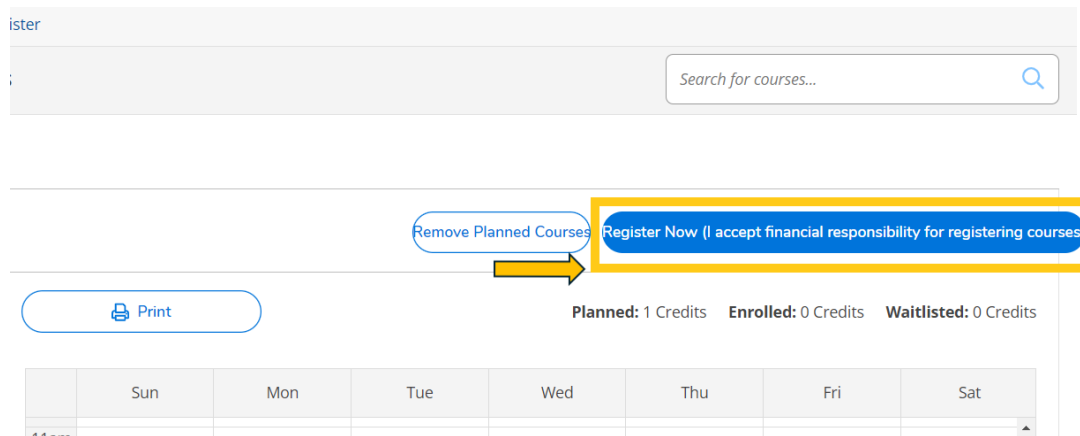 ister
s
Search for courses...
Remove Planned Courses
Register Now (I accept financial responsibility for registering courses
Print
Planned: 1 Credits Enrolled: 0 Credits Waitlisted: 0 Credits
Sun Mon Tue Wed Thu Fri Sat
11am